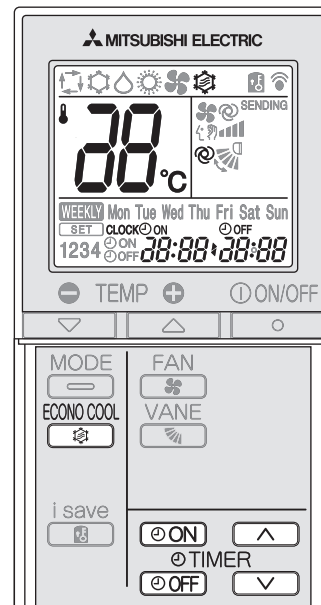 MITSUBISHI ELECTRIC
SENDING
88 °C
WEEKLY Mon Tue Wed Thu Fri Sat Sun
SET CLOCK ON OFF
1234 ON 88:88 88:88
OFF
TEMP ON/OFF
MODE FAN
ECONO COOL VANE
i save
ON
TIMER
OFF